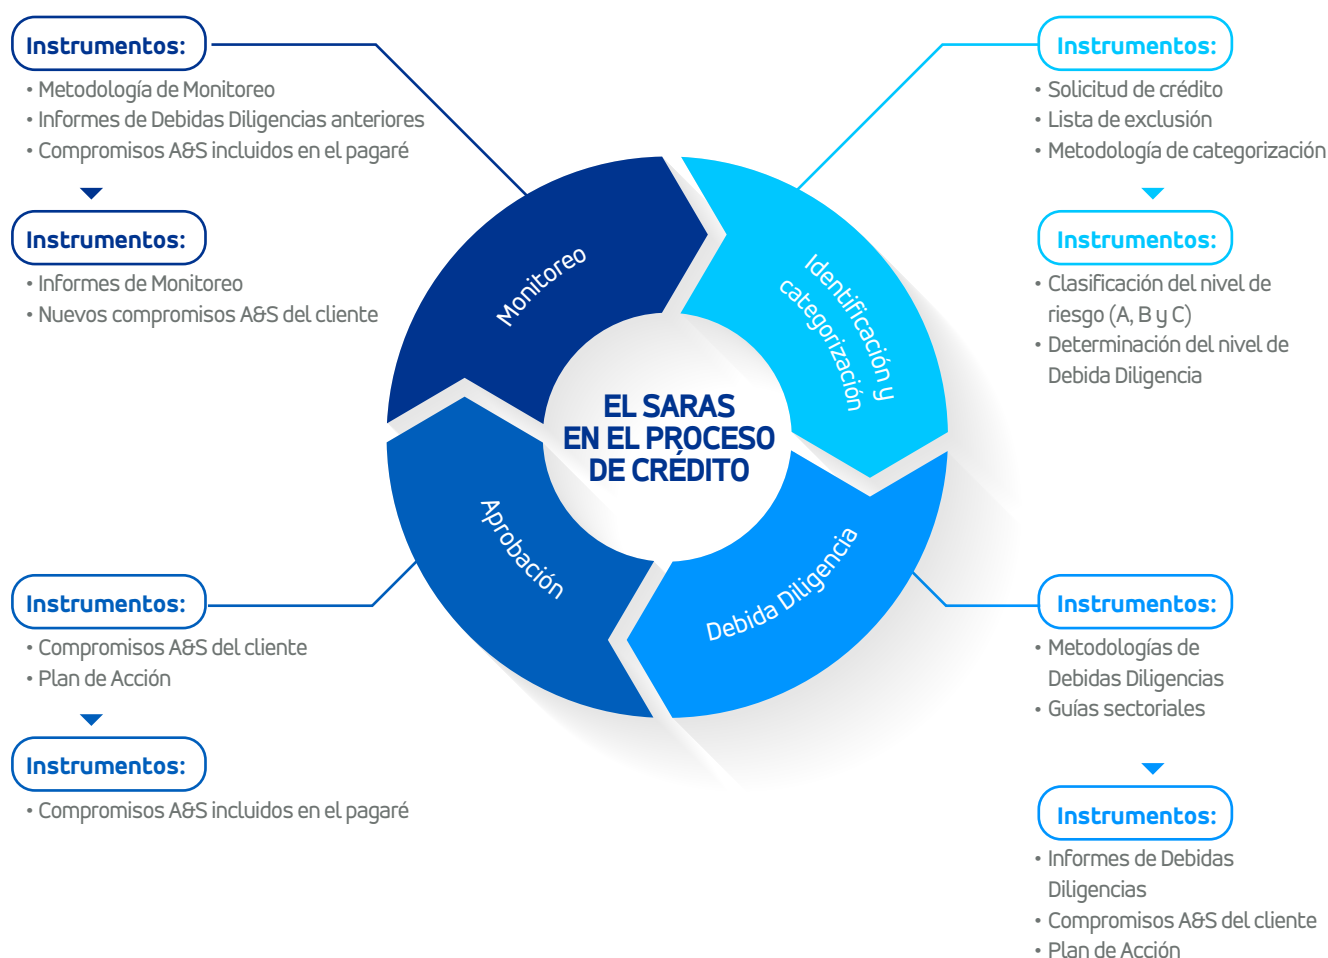 Instrumentos:
• Metodología de Monitoreo
• Informes de Debidas Diligencias anteriores
• Compromisos A&S incluidos en el pagaré
Instrumentos:
• Informes de Monitoreo
• Nuevos compromisos A&S del cliente
Instrumentos:
• Solicitud de crédito
• Lista de exclusión
• Metodología de categorización
Instrumentos:
• Clasificación del nivel de
riesgo (A, B y C)
• Determinación del nivel de
Debida Diligencia
Monitoreo
Identificación y
categorización
EL SARAS
EN EL PROCESO
DE CRÉDITO
Aprobación
Debida Diligencia
Instrumentos:
• Compromisos A&S del cliente
• Plan de Acción
Instrumentos:
• Compromisos A&S incluidos en el pagaré
Instrumentos:
• Metodologías de
Debidas Diligencias
• Guías sectoriales
Instrumentos:
• Informes de Debidas
Diligencias
• Compromisos A&S del cliente
• Plan de Acción